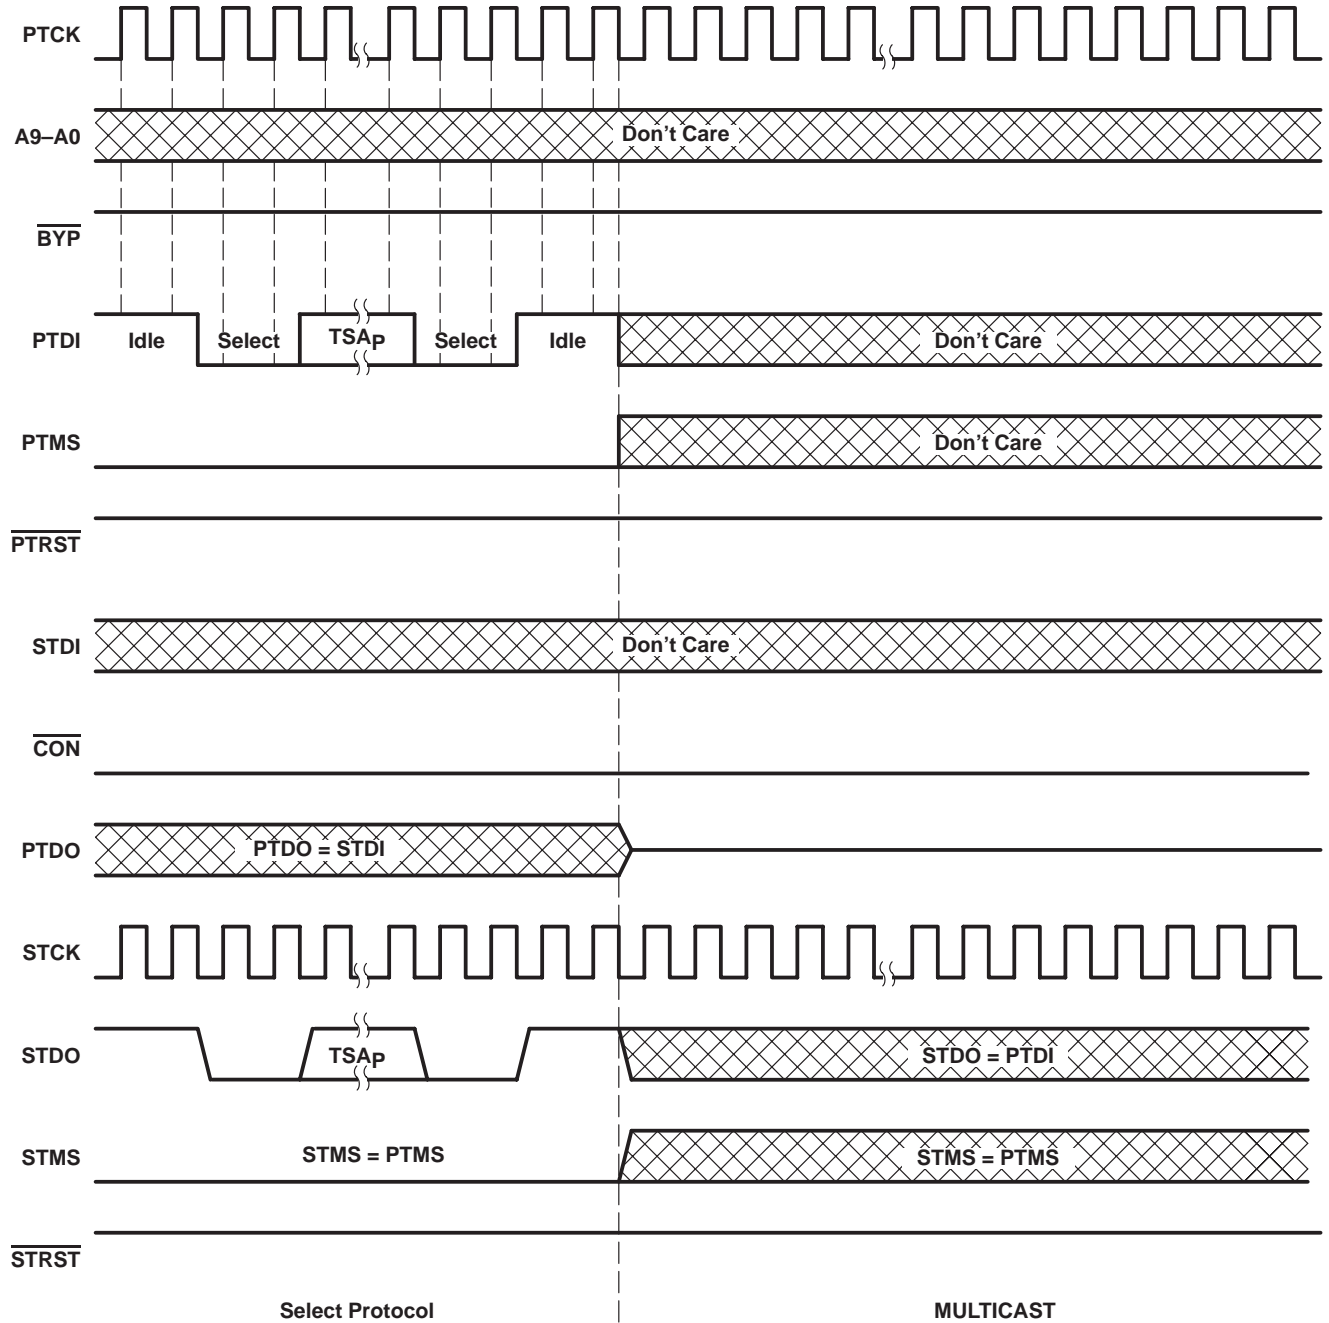 PTCK
A9–A0
Don't Care
BYP
PTDI
Idle
Select
TSAP
Select
Idle
Don't Care
PTMS
Don't Care
PTRST
STDI
Don't Care
CON
PTDO
PTDO = STDI
STCK
STDO
TSAP
STDO = PTDI
STMS
STMS = PTMS
STMS = PTMS
STRST
Select Protocol
MULTICAST